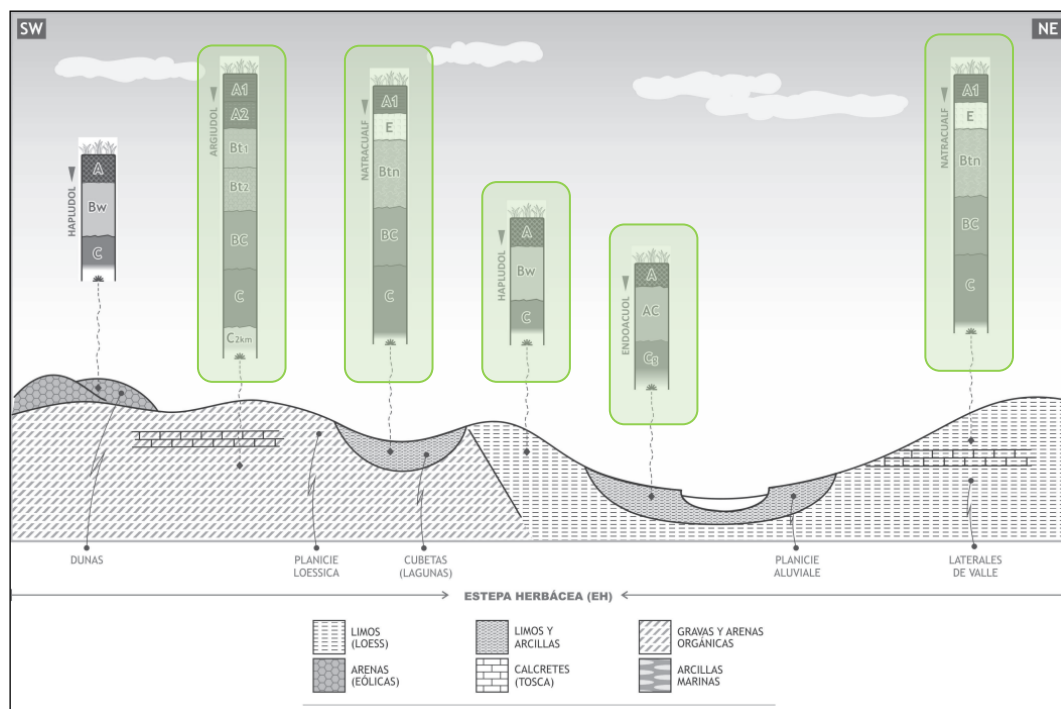 SW
NE
HAPLUDOL
A
Bw
C
ARGIUDOL
A1
A2
Bt1
Bt2
BC
C
C2km
NATRACUALF
A1
E
Btn
BC
C
HAPLUDOL
A
Bw
C
ENDOACUOL
A
AC
Cg
NATRACUALF
A1
E
Btn
BC
C
DUNAS
PLANICIE
LOESSICA
CUBETAS
(LAGUNAS)
PLANICIE
ALUVIALE
LATERALES
DE VALLE
ESTEPA HERBÁCEA (EH)
LIMOS
(LOESS)
LIMOS Y
ARCILLAS
GRAVAS Y ARENAS
ORGÁNICAS
ARENAS
(EÓLICAS)
CALCRETES
(TOSCA)
ARCILLAS
MARINAS